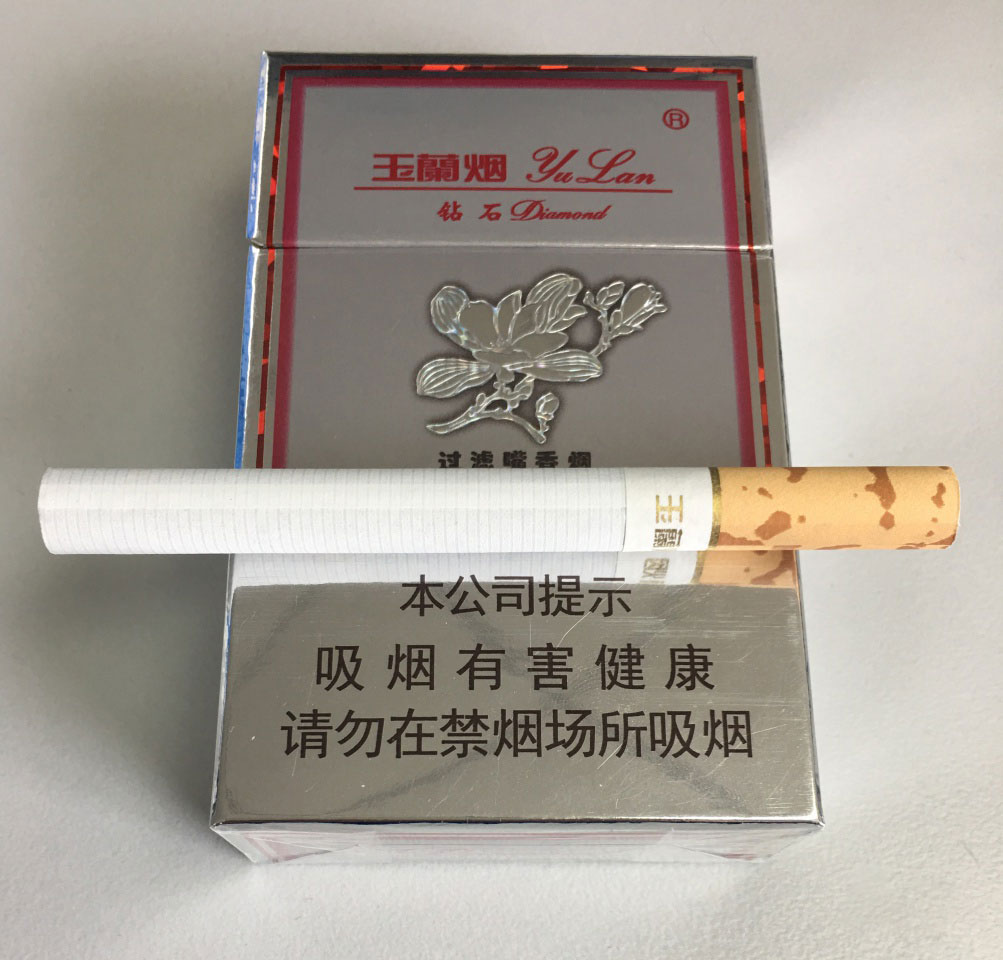 ®
玉蘭烟 Yu Lan
钻石 Diamond
过滤嘴香烟
玉蘭
本公司提示
吸烟有害健康
请勿在禁烟场所吸烟